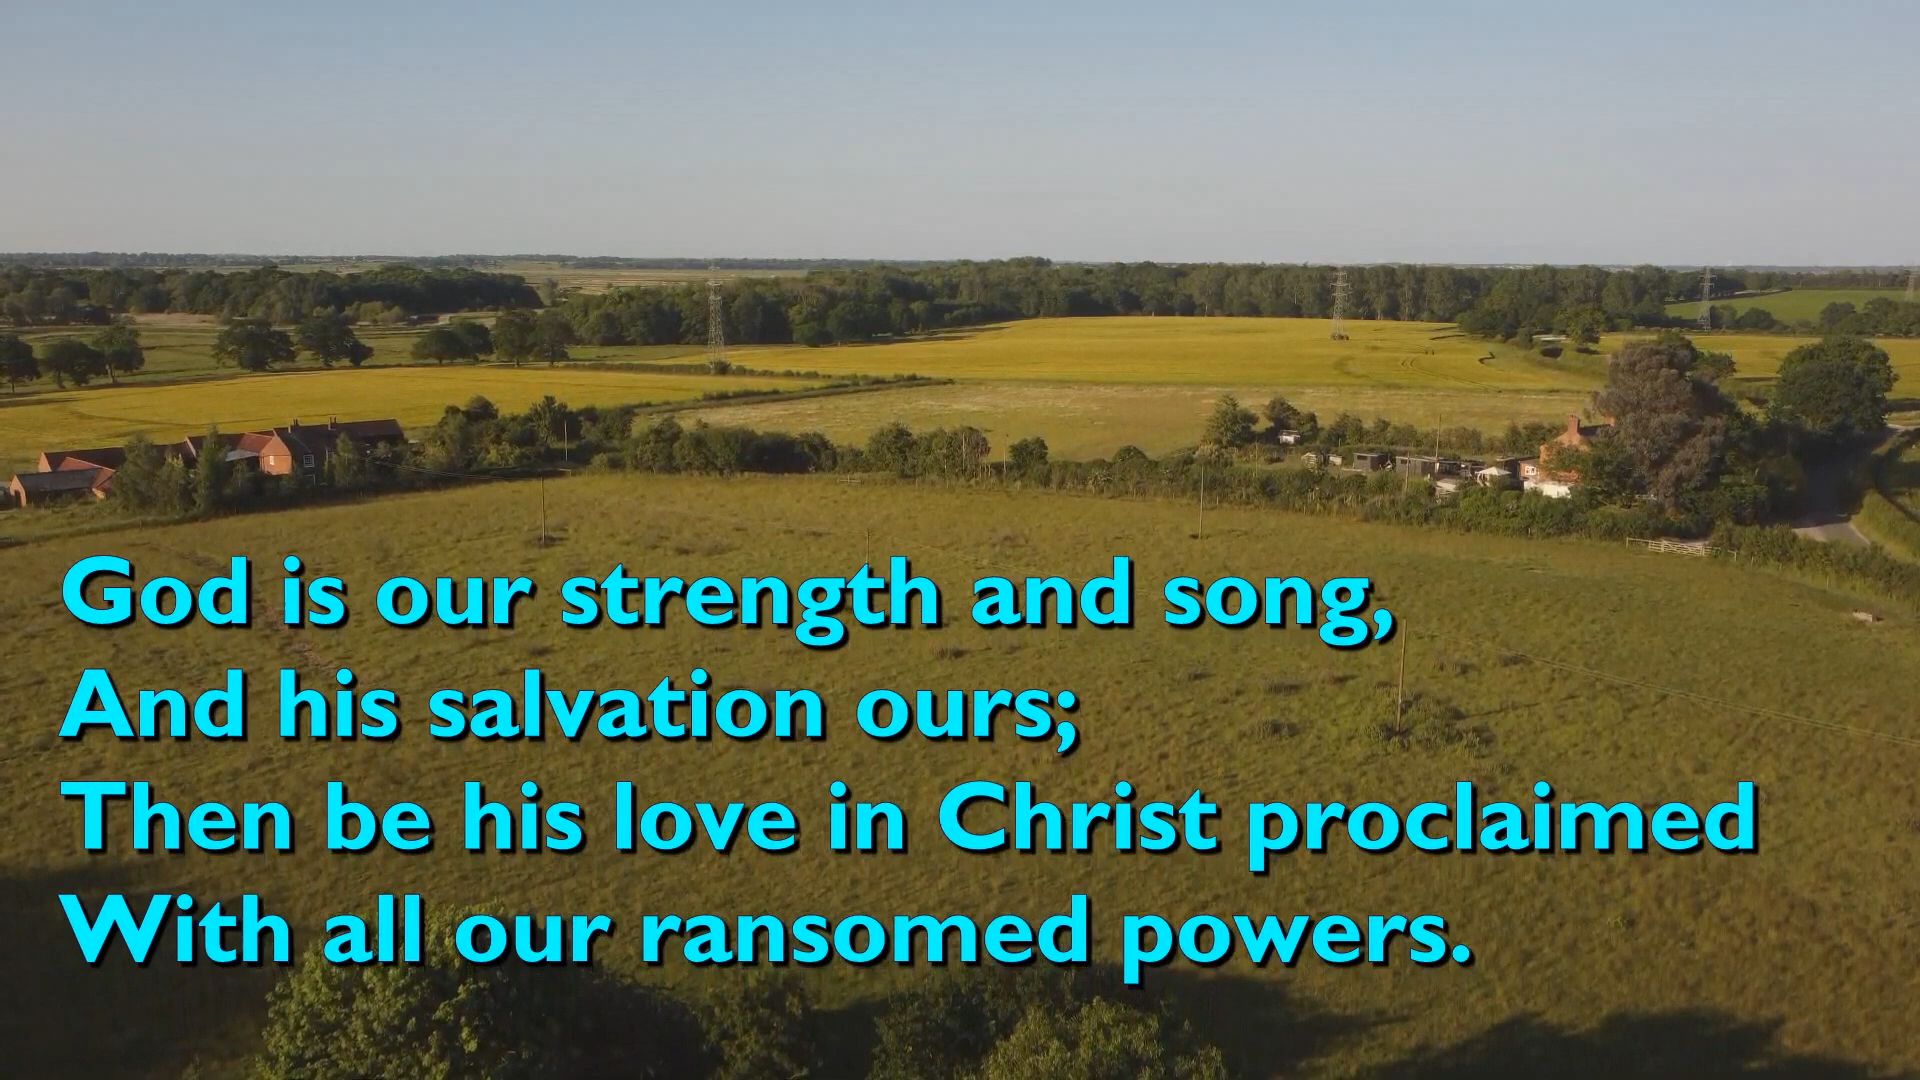 God is our strength and song,
And his salvation ours;
Then be his love in Christ proclaimed
With all our ransomed powers.